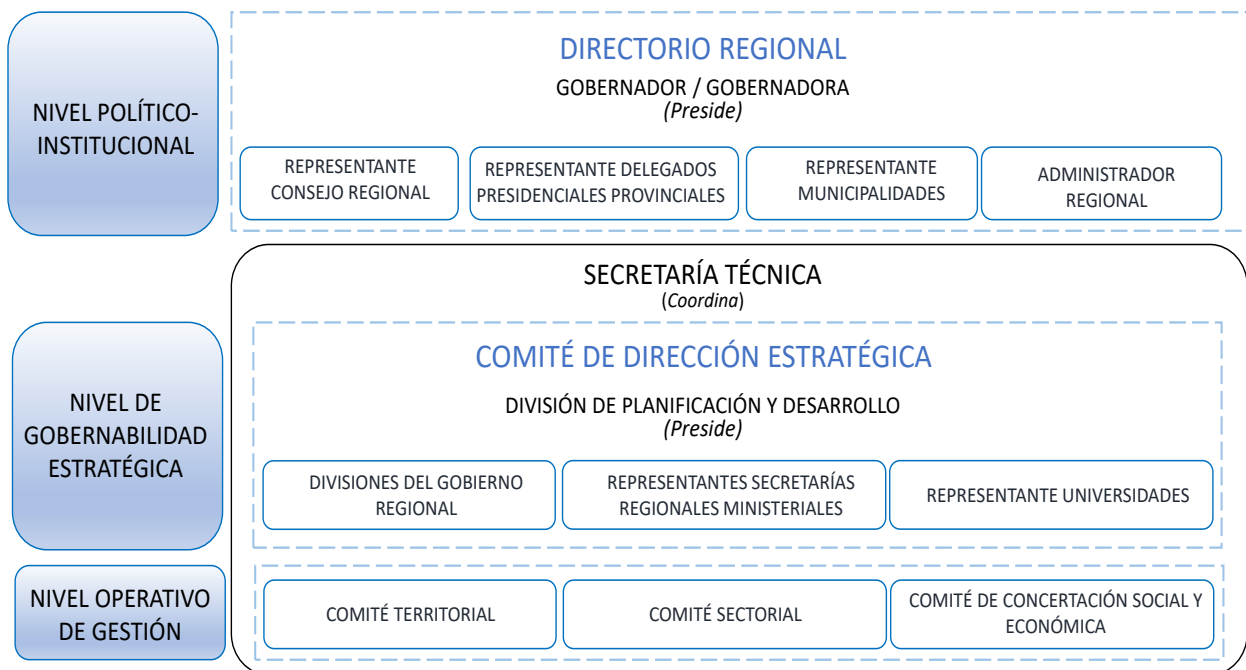 NIVEL POLÍTICO-
INSTITUCIONAL
DIRECTORIO REGIONAL
GOBERNADOR / GOBERNADORA
(Preside)
REPRESENTANTE
CONSEJO REGIONAL
REPRESENTANTE DELEGADOS
PRESIDENCIALES PROVINCIALES
REPRESENTANTE
MUNICIPALIDADES
ADMINISTRADOR
REGIONAL
SECRETARÍA TÉCNICA
(Coordina)
NIVEL DE
GOBERNABILIDAD
ESTRATÉGICA
COMITÉ DE DIRECCIÓN ESTRATÉGICA
DIVISIÓN DE PLANIFICACIÓN Y DESARROLLO
(Preside)
DIVISIONES DEL GOBIERNO
REGIONAL
REPRESENTANTES SECRETARÍAS
REGIONALES MINISTERIALES
REPRESENTANTE UNIVERSIDADES
NIVEL OPERATIVO
DE GESTIÓN
COMITÉ TERRITORIAL
COMITÉ SECTORIAL
COMITÉ DE CONCERTACIÓN SOCIAL Y
ECONÓMICA